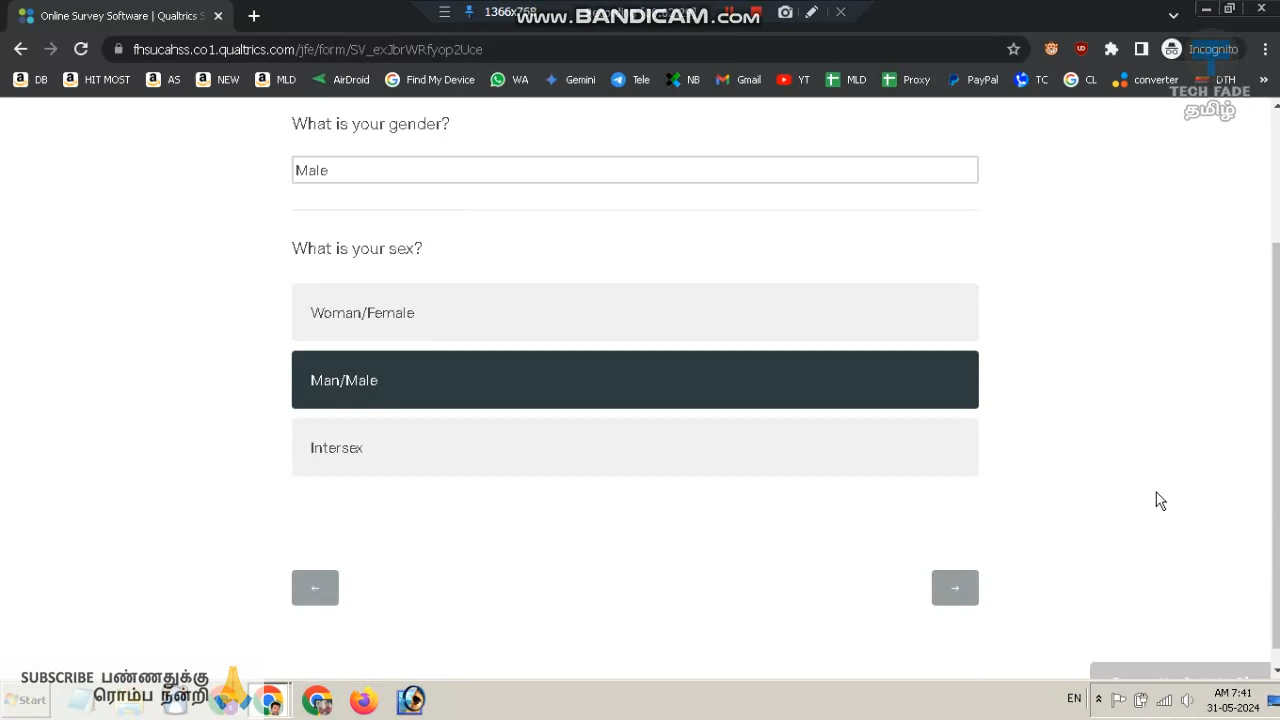 Online Survey Software | Qualtrics S
1366x768
www.BANDICAM.com
fhsucahss.co1.qualtrics.com/jfe/form/SV_exJbrWRfyop2UCe
Incognito
DB
HIT MOST
AS
NEW
MLD
AirDroid
Find My Device
WA
Gemini
Tele
NB
Gmail
YT
MLD
Proxy
PayPal
TC
CL
converter
DTH
TECH FADE
தமிழ்
What is your gender?
Male
What is your sex?
Woman/Female
Man/Male
Intersex
←
→
SUBSCRIBE பண்ணதுக்கு
ரொம்ப நன்றி
Start
EN
AM 7:41
31-05-2024